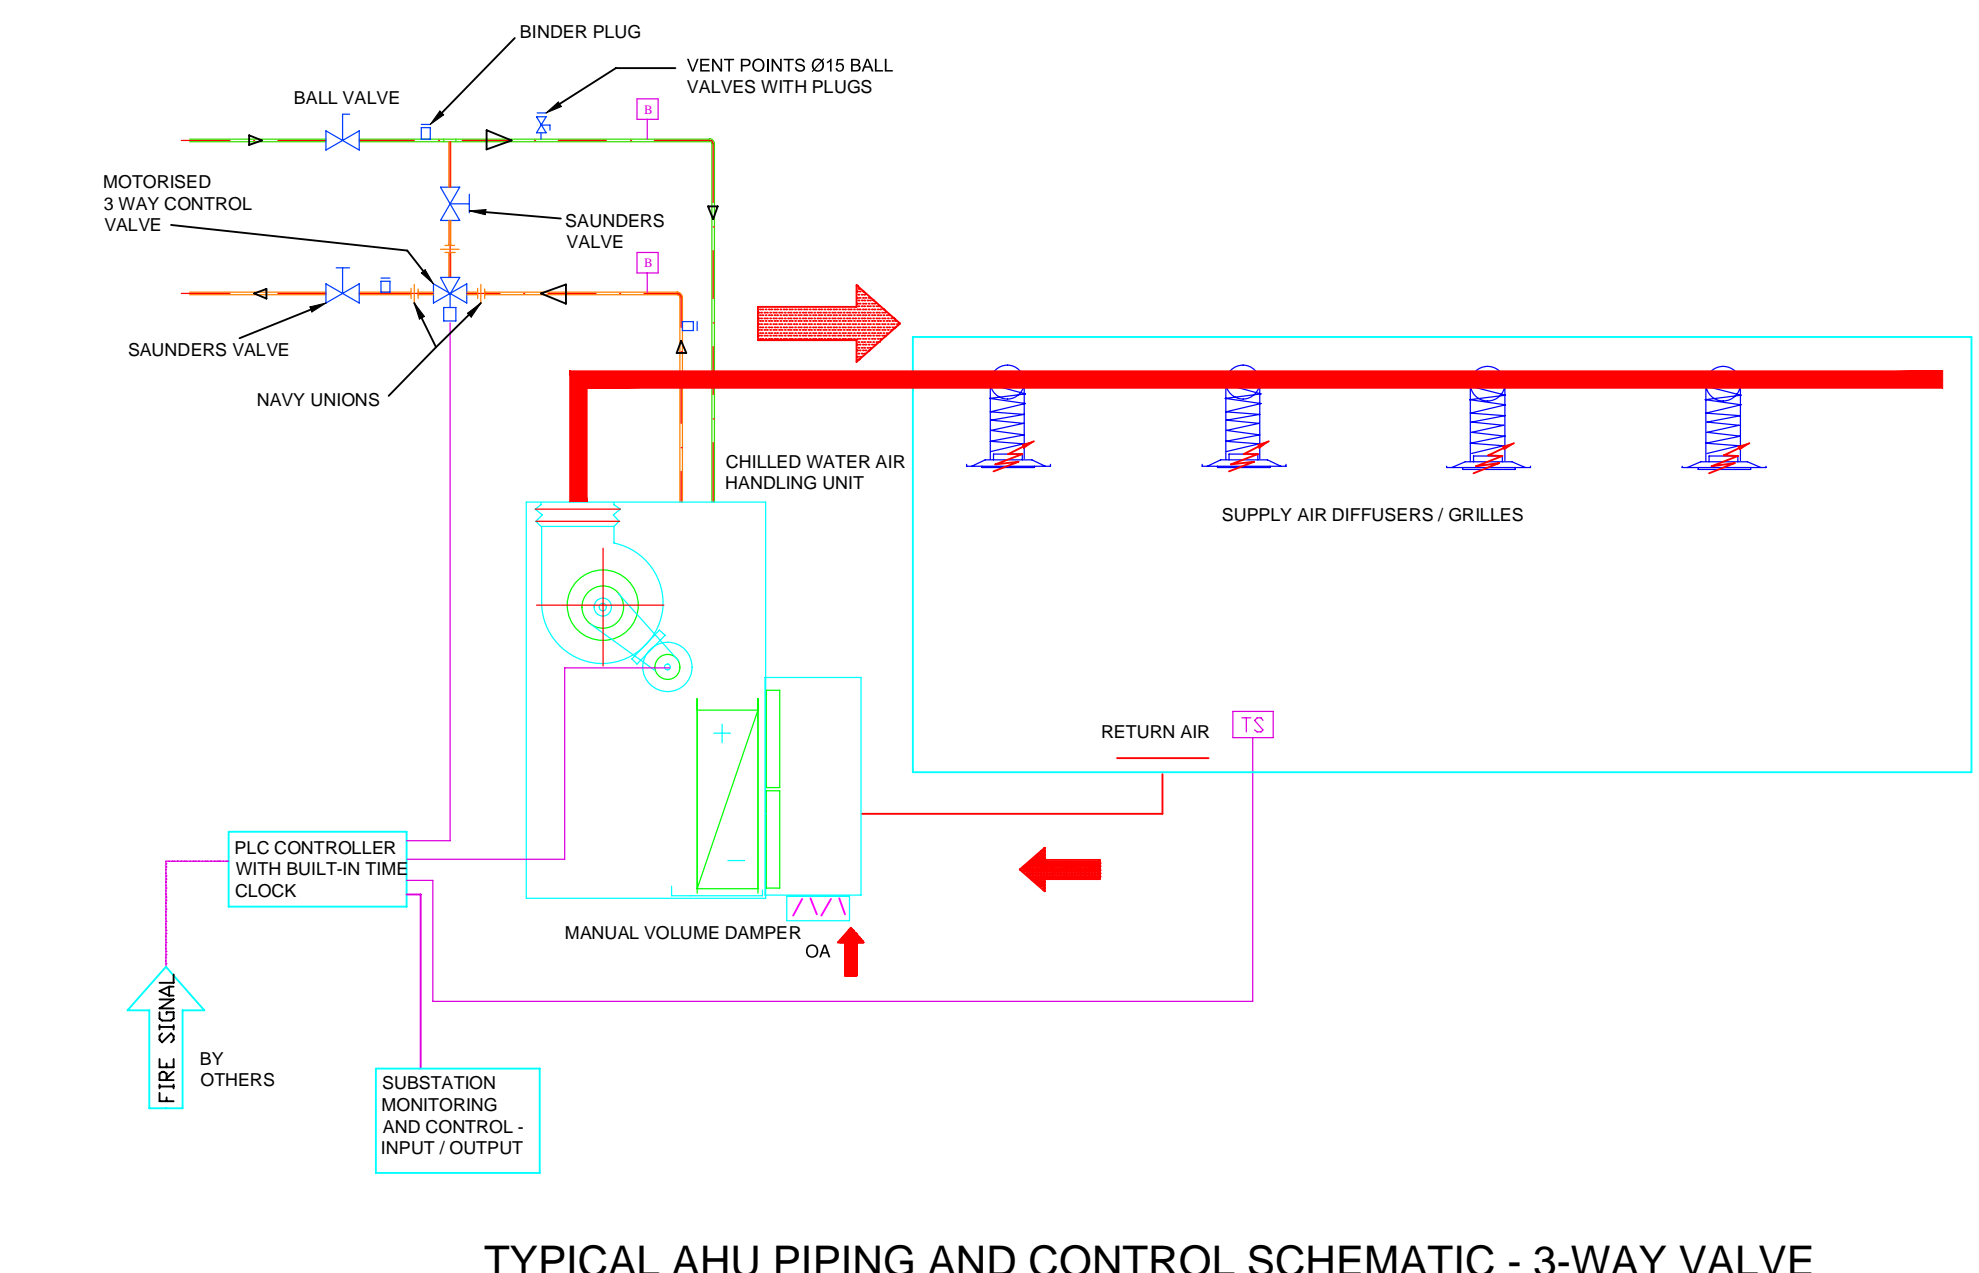 BINDER PLUG
VENT POINTS Ø15 BALL
VALVES WITH PLUGS
BALL VALVE
B
MOTORISED
3 WAY CONTROL
VALVE
SAUNDERS
VALVE
B
SAUNDERS VALVE
NAVY UNIONS
CHILLED WATER AIR
HANDLING UNIT
SUPPLY AIR DIFFUSERS / GRILLES
RETURN AIR
TS
PLC CONTROLLER
WITH BUILT-IN TIME
CLOCK
MANUAL VOLUME DAMPER
OA
FIRE SIGNAL
BY
OTHERS
SUBSTATION
MONITORING
AND CONTROL -
INPUT / OUTPUT
TYPICAL AHU PIPING AND CONTROL SCHEMATIC - 3-WAY VALVE